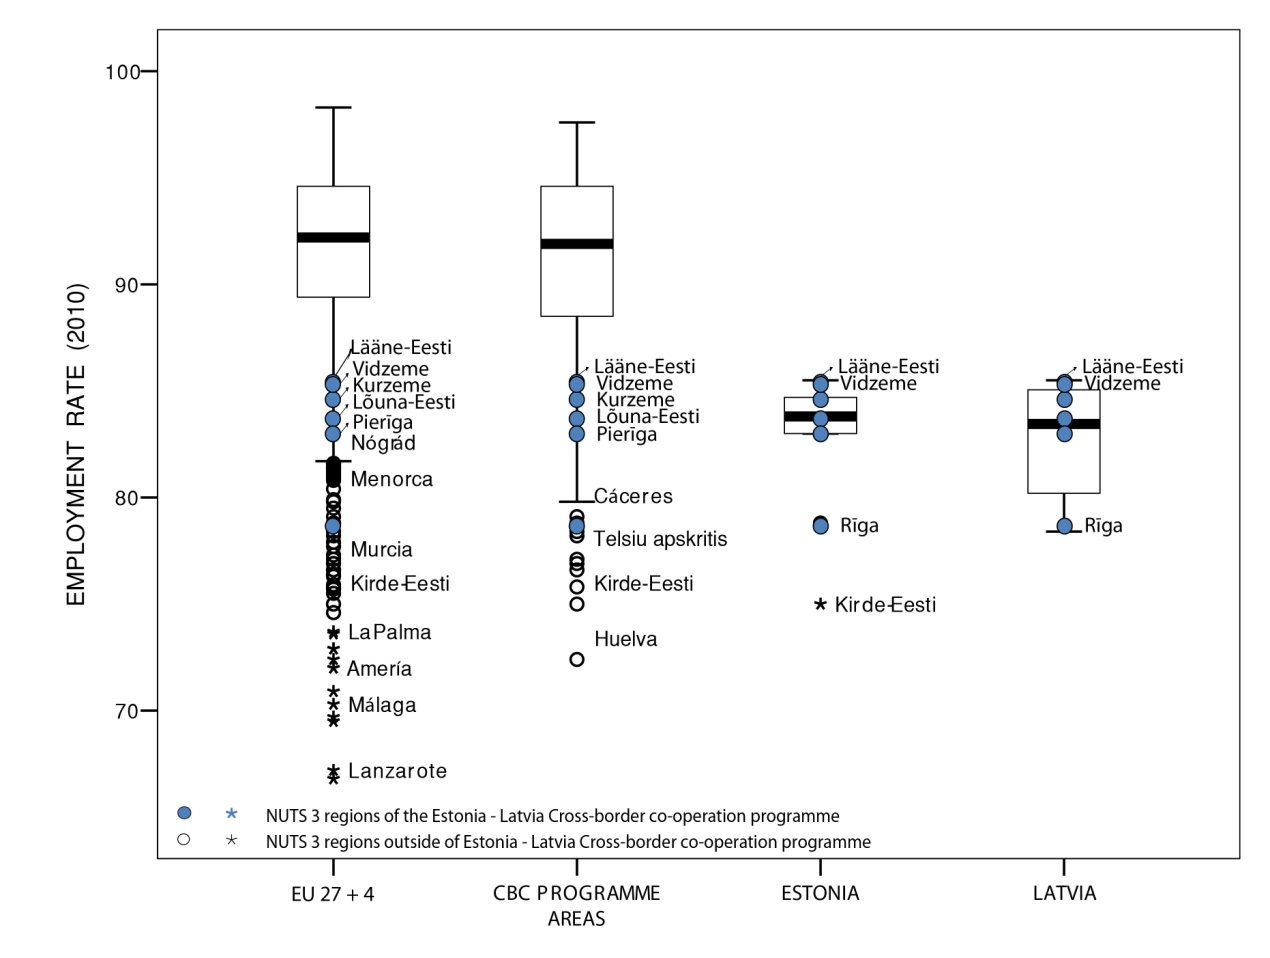 EMPLOYMENT RATE (2010)
100
90
80
70
Lääne-Eesti
Vidzeme
Kurzeme
Lõuna-Eesti
Pierīga
Nógrád
Menorca
Murcia
Kirde-Eesti
La Palma
Amería
Málaga
Lanzarote
Lääne-Eesti
Vidzeme
Kurzeme
Lõuna-Eesti
Pierīga
Cáceres
Telsiu apskritis
Kirde-Eesti
Huelva
Lääne-Eesti
Vidzeme
Rīga
Kirde-Eesti
Lääne-Eesti
Vidzeme
Rīga
NUTS 3 regions of the Estonia - Latvia Cross-border co-operation programme
NUTS 3 regions outside of Estonia - Latvia Cross-border co-operation programme
EU 27 + 4
CBC PROGRAMME
AREAS
ESTONIA
LATVIA